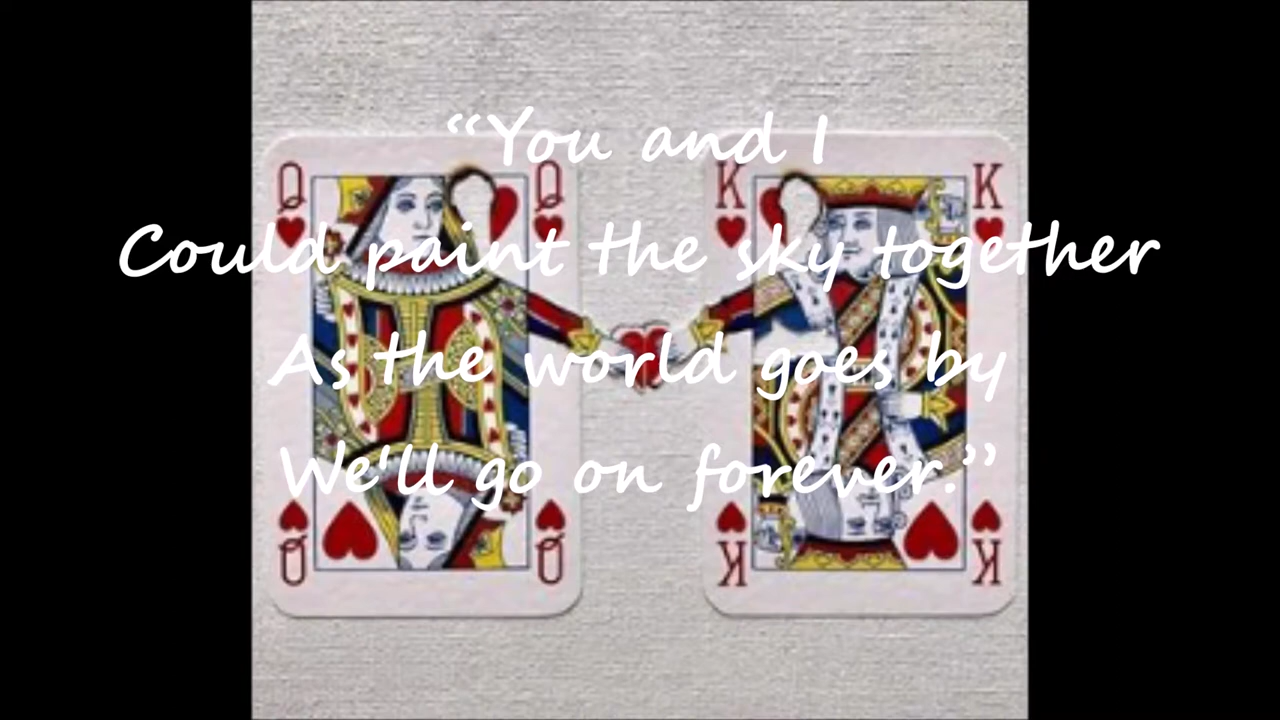 “You and I
Q Q K K
Could paint the sky together
As the world goes by
We'll go on forever.”
Q Q K K